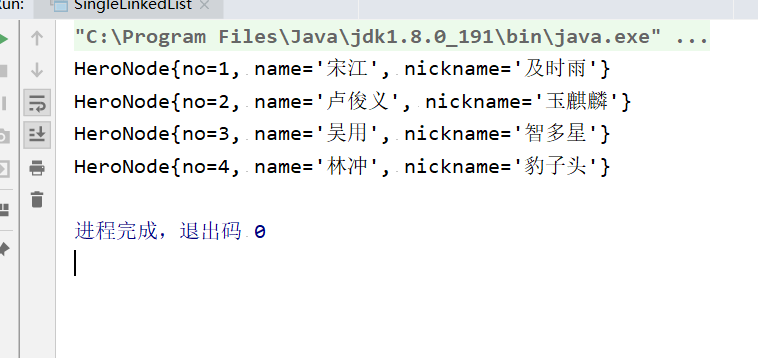 Run: SingleLinkedList ×
"C:\Program Files\Java\jdk1.8.0_191\bin\java.exe" ...
HeroNode{no=1, name='宋江', nickname='及时雨'}
HeroNode{no=2, name='卢俊义', nickname='玉麒麟'}
HeroNode{no=3, name='吴用', nickname='智多星'}
HeroNode{no=4, name='林冲', nickname='豹子头'}
进程完成，退出码 0